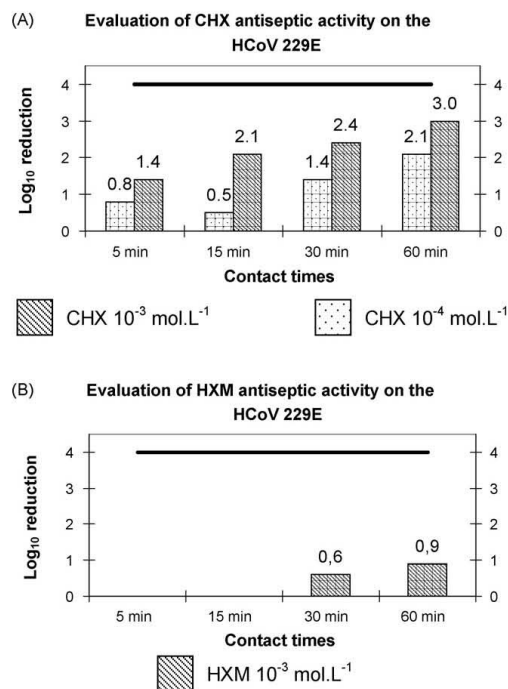 (A) Evaluation of CHX antiseptic activity on the
HCoV 229E
Log₁₀ reduction
4 4
3 3
2 2
1 1
0 0
0.8 1.4 0.5 2.1 1.4 2.4 2.1 3.0
5 min 15 min 30 min 60 min
Contact times
CHX 10⁻³ mol.L⁻¹ CHX 10⁻⁴ mol.L⁻¹
(B) Evaluation of HXM antiseptic activity on the
HCoV 229E
Log₁₀ reduction
4 4
3 3
2 2
1 1
0 0
0,6 0,9
5 min 15 min 30 min 60 min
Contact times
HXM 10⁻³ mol.L⁻¹